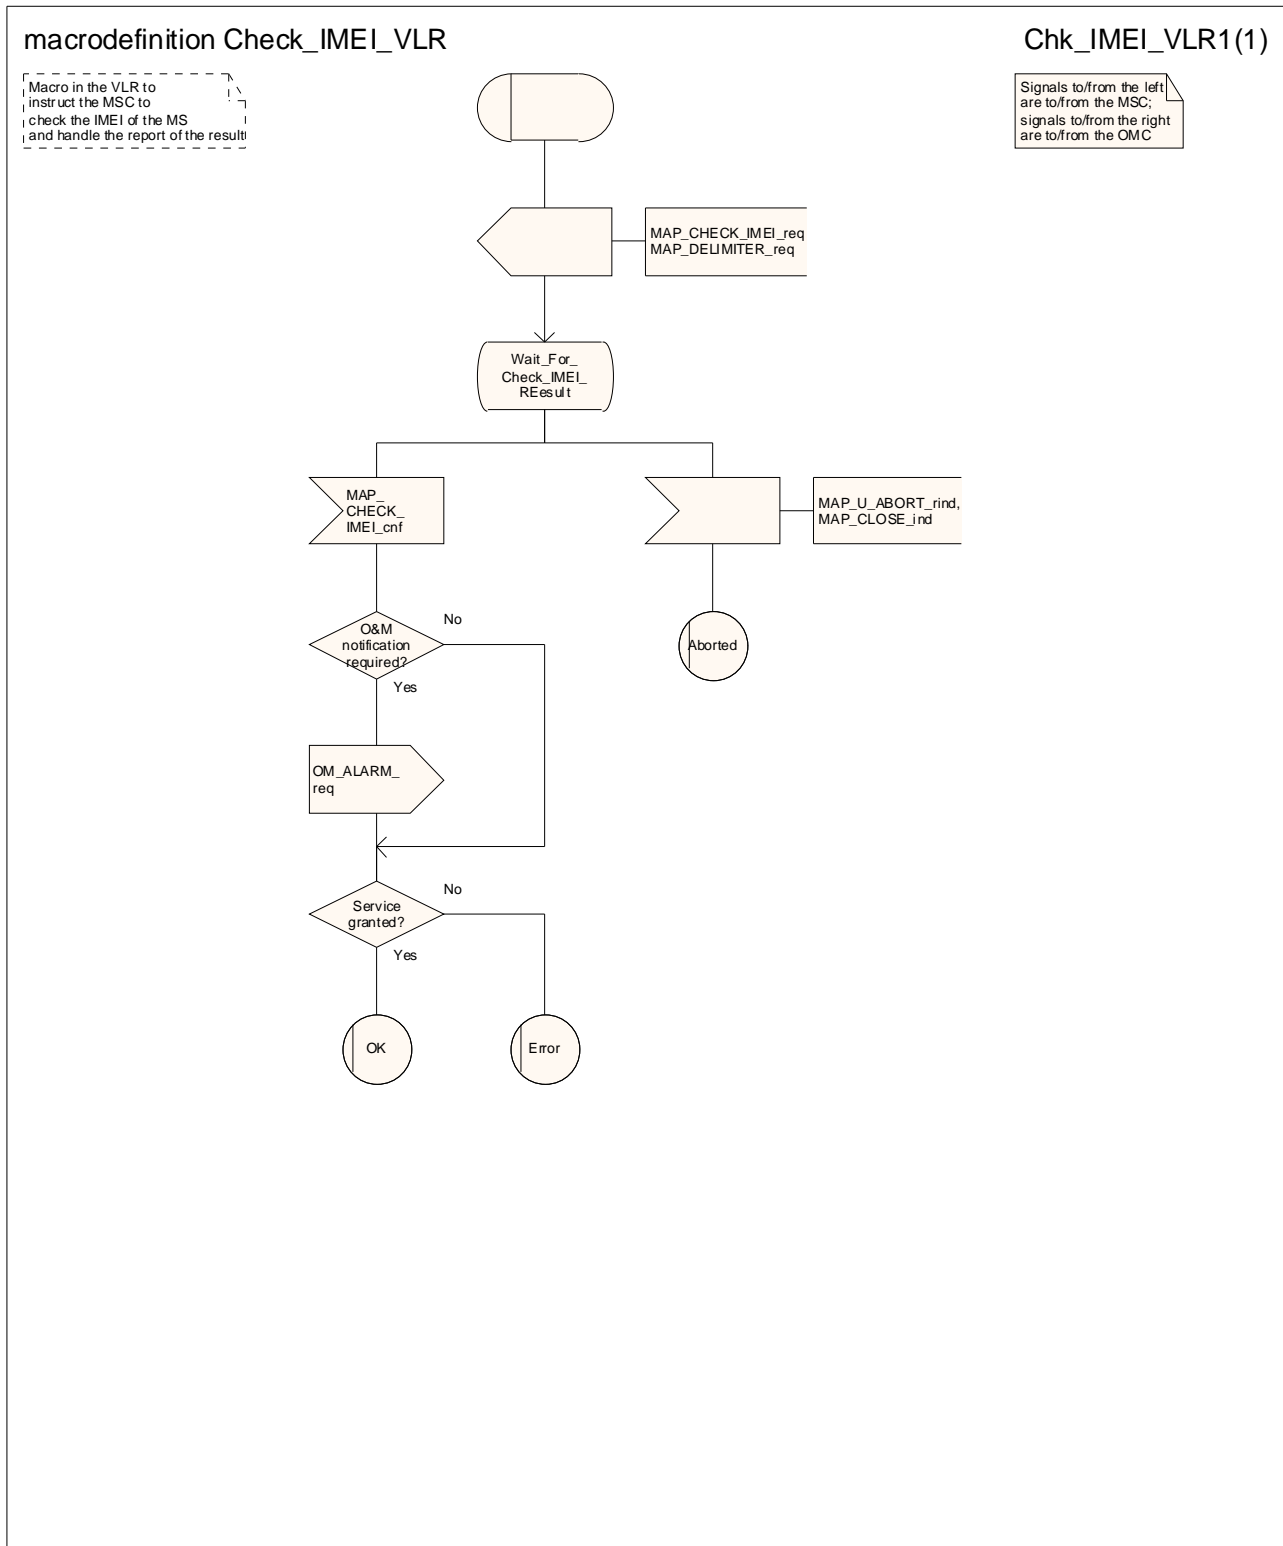 macrodefinition Check_IMEI_VLR
Chk_IMEI_VLR1(1)
Macro in the VLR to
instruct the MSC to
check the IMEI of the MS
and handle the report of the result
Signals to/from the left
are to/from the MSC;
signals to/from the right
are to/from the OMC
MAP_CHECK_IMEI_req
MAP_DELIMITER_req
Wait_For_
Check_IMEI_
REesult
MAP_
CHECK_
IMEI_cnf
MAP_U_ABORT_rind,
MAP_CLOSE_ind
O&M
notification
required?
No
Yes
Aborted
OM_ALARM_
req
Service
granted?
No
Yes
OK
Error